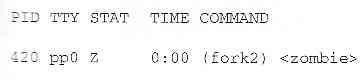 PID TTY STAT TIME COMMAND
420 pp0 Z 0:00 (fork2) <zombie>